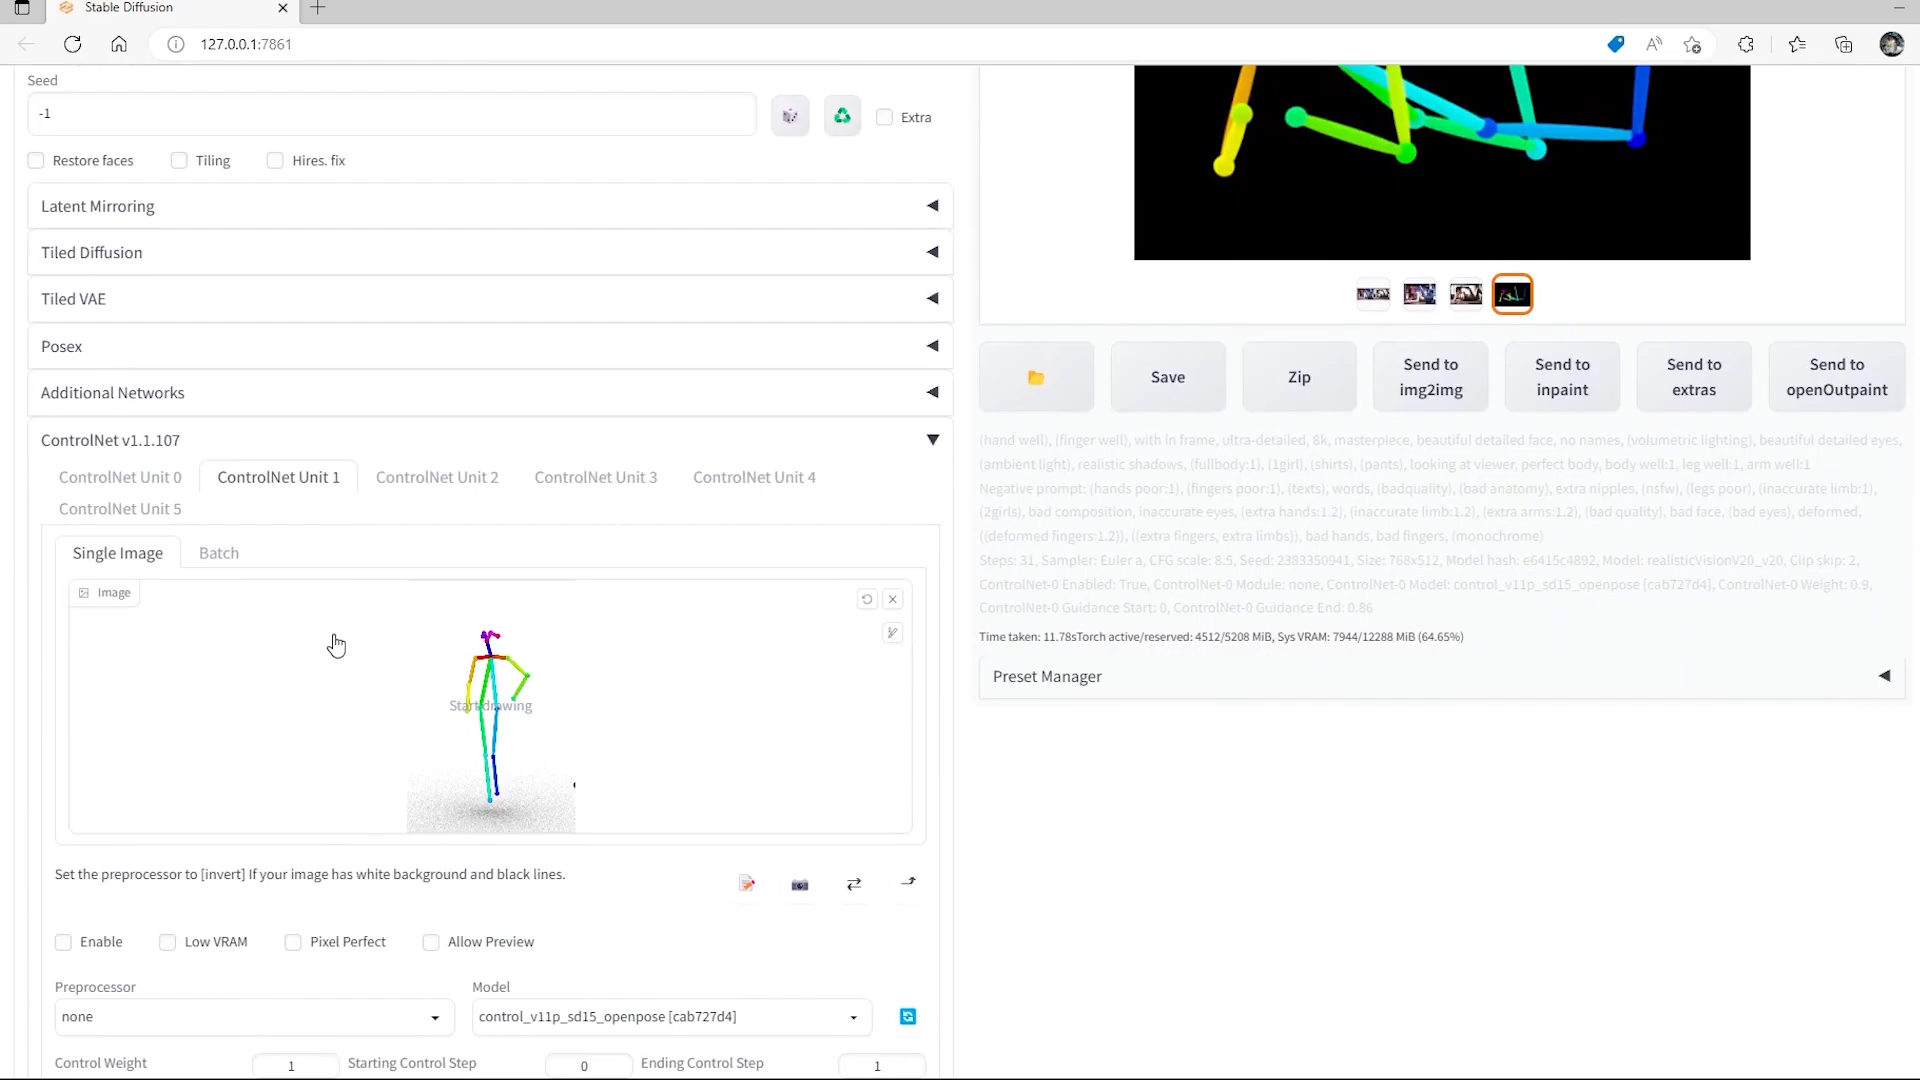 Stable Diffusion
127.0.0.1:7861
Seed
-1
Extra
Restore faces
Tiling
Hires. fix
Latent Mirroring
Tiled Diffusion
Tiled VAE
Posex
Additional Networks
ControlNet v1.1.107
ControlNet Unit 0
ControlNet Unit 1
ControlNet Unit 2
ControlNet Unit 3
ControlNet Unit 4
ControlNet Unit 5
Single Image
Batch
Image
Start drawing
Set the preprocessor to [invert] If your image has white background and black lines.
Enable
Low VRAM
Pixel Perfect
Allow Preview
Preprocessor
Model
none
control_v11p_sd15_openpose [cab727d4]
Control Weight
1
Starting Control Step
0
Ending Control Step
1
Save
Zip
Send to
img2img
Send to
inpaint
Send to
extras
Send to
openOutpaint
(hand well), (finger well), with in frame, ultra-detailed, 8k, masterpiece, beautiful detailed face, no names, (volumetric lighting), beautiful detailed eyes,
(ambient light), realistic shadows, (fullbody:1), (1girl), (shirts), (pants), looking at viewer, perfect body, body well:1, leg well:1, arm well:1
Negative prompt: (hands poor:1), (fingers poor:1), (texts), words, (badquality), (bad anatomy), extra nipples, (nsfw), (legs poor), (inaccurate limb:1),
(2girls), bad composition, inaccurate eyes, (extra hands:1.2), (inaccurate limb:1.2), (extra arms:1.2), (bad quality), bad face, (bad eyes), deformed,
((deformed fingers:1.2)), ((extra fingers, extra limbs)), bad hands, bad fingers, (monochrome)
Steps: 31, Sampler: Euler a, CFG scale: 8.5, Seed: 2383350941, Size: 768x512, Model hash: e6415c4892, Model: realisticVisionV20_v20, Clip skip: 2,
ControlNet-0 Enabled: True, ControlNet-0 Module: none, ControlNet-0 Model: control_v11p_sd15_openpose [cab727d4], ControlNet-0 Weight: 0.9,
ControlNet-0 Guidance Start: 0, ControlNet-0 Guidance End: 0.86
Time taken: 11.78sTorch active/reserved: 4512/5208 MiB, Sys VRAM: 7944/12288 MiB (64.65%)
Preset Manager